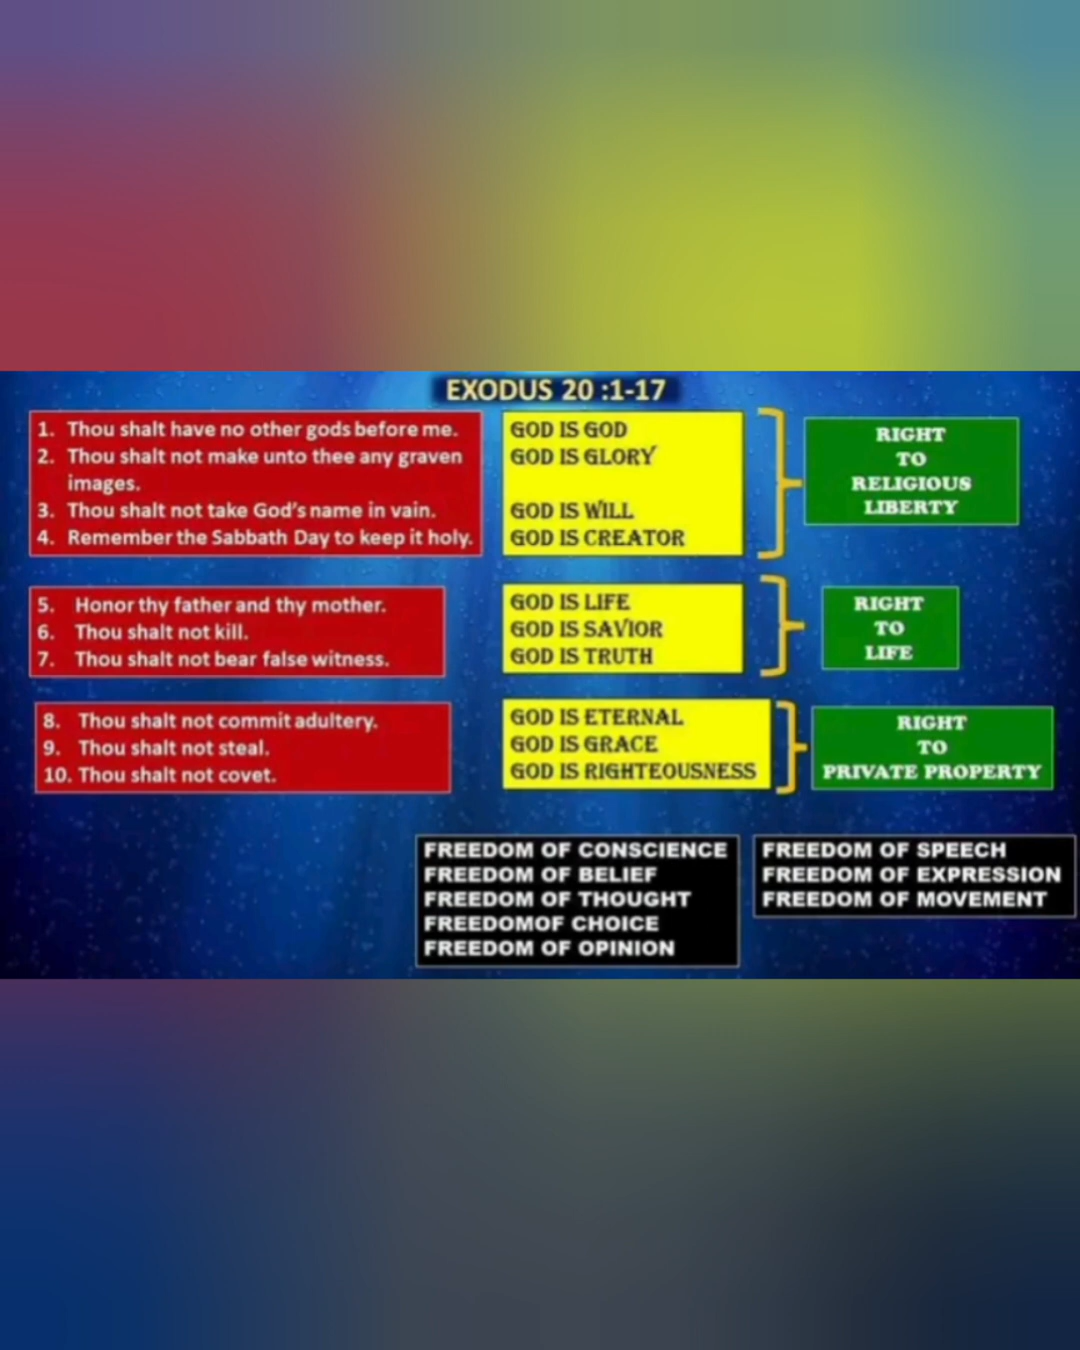 EXODUS 20 :1-17
1. Thou shalt have no other gods before me.
2. Thou shalt not make unto thee any graven
images.
3. Thou shalt not take God's name in vain.
4. Remember the Sabbath Day to keep it holy.
GOD IS GOD
GOD IS GLORY
GOD IS WILL
GOD IS CREATOR
RIGHT
TO
RELIGIOUS
LIBERTY
5. Honor thy father and thy mother.
6. Thou shalt not kill.
7. Thou shalt not bear false witness.
GOD IS LIFE
GOD IS SAVIOR
GOD IS TRUTH
RIGHT
TO
LIFE
8. Thou shalt not commit adultery.
9. Thou shalt not steal.
10. Thou shalt not covet.
GOD IS ETERNAL
GOD IS GRACE
GOD IS RIGHTEOUSNESS
RIGHT
TO
PRIVATE PROPERTY
FREEDOM OF CONSCIENCE
FREEDOM OF BELIEF
FREEDOM OF THOUGHT
FREEDOMOF CHOICE
FREEDOM OF OPINION
FREEDOM OF SPEECH
FREEDOM OF EXPRESSION
FREEDOM OF MOVEMENT